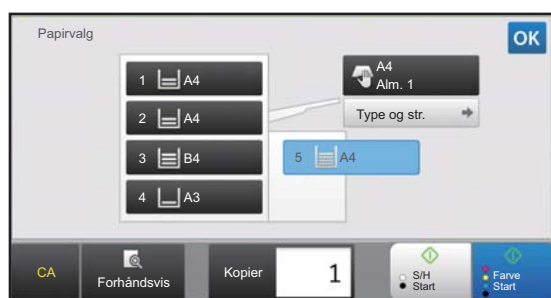 Papirvalg
OK
1 A4
2 A4
3 B4
4 A3
5 A4
A4
Alm. 1
Type og str.
CA
Forhåndsvis
Kopier
1
S/H
Start
Farve
Start